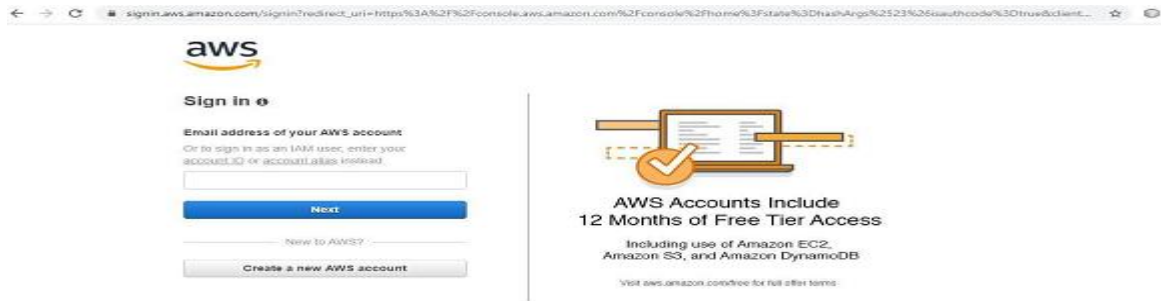 signin.aws.amazon.com/signin?redirect_uri=https%3A%2F%2Fconsole.aws.amazon.com%2Fconsole%2Fhome%3Fstate%3DhashArgs%2523%26isauthcode%3Dtrue&client...
aws
Sign in
Email address of your AWS account
Or to sign in as an IAM user, enter your
account ID or account alias instead.
Next
New to AWS?
Create a new AWS account
AWS Accounts Include
12 Months of Free Tier Access
Including use of Amazon EC2,
Amazon S3, and Amazon DynamoDB
Visit aws.amazon.com/free for full offer terms